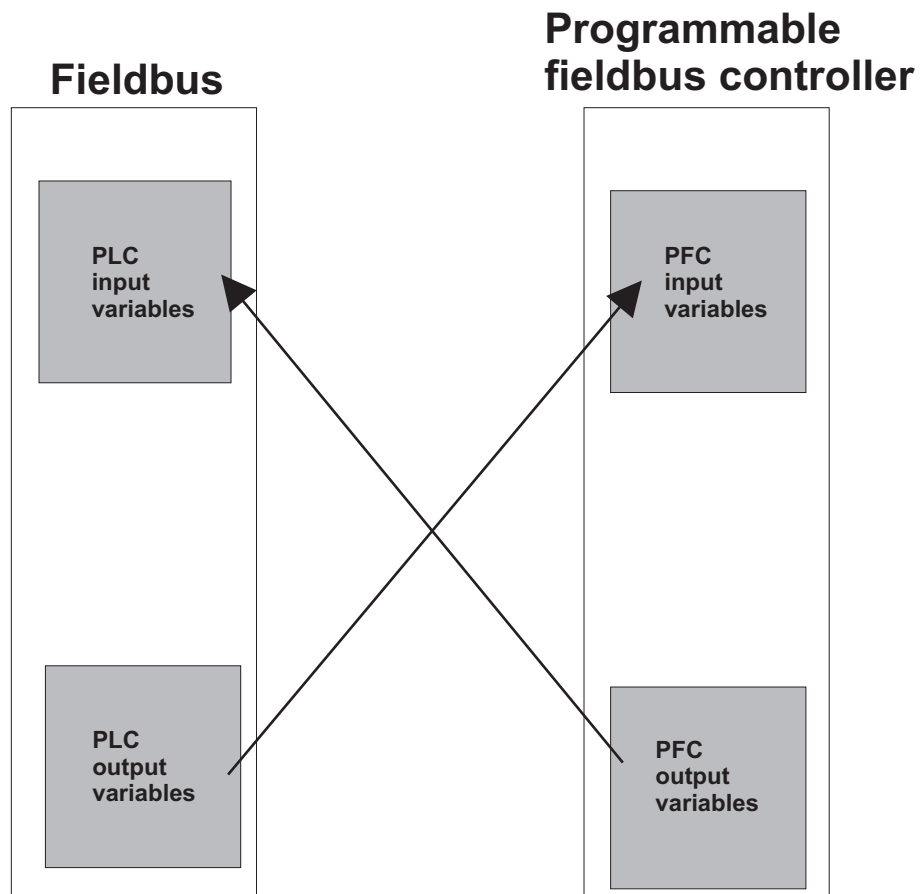 Fieldbus
Programmable
fieldbus controller
PLC
input
variables
PFC
input
variables
PLC
output
variables
PFC
output
variables